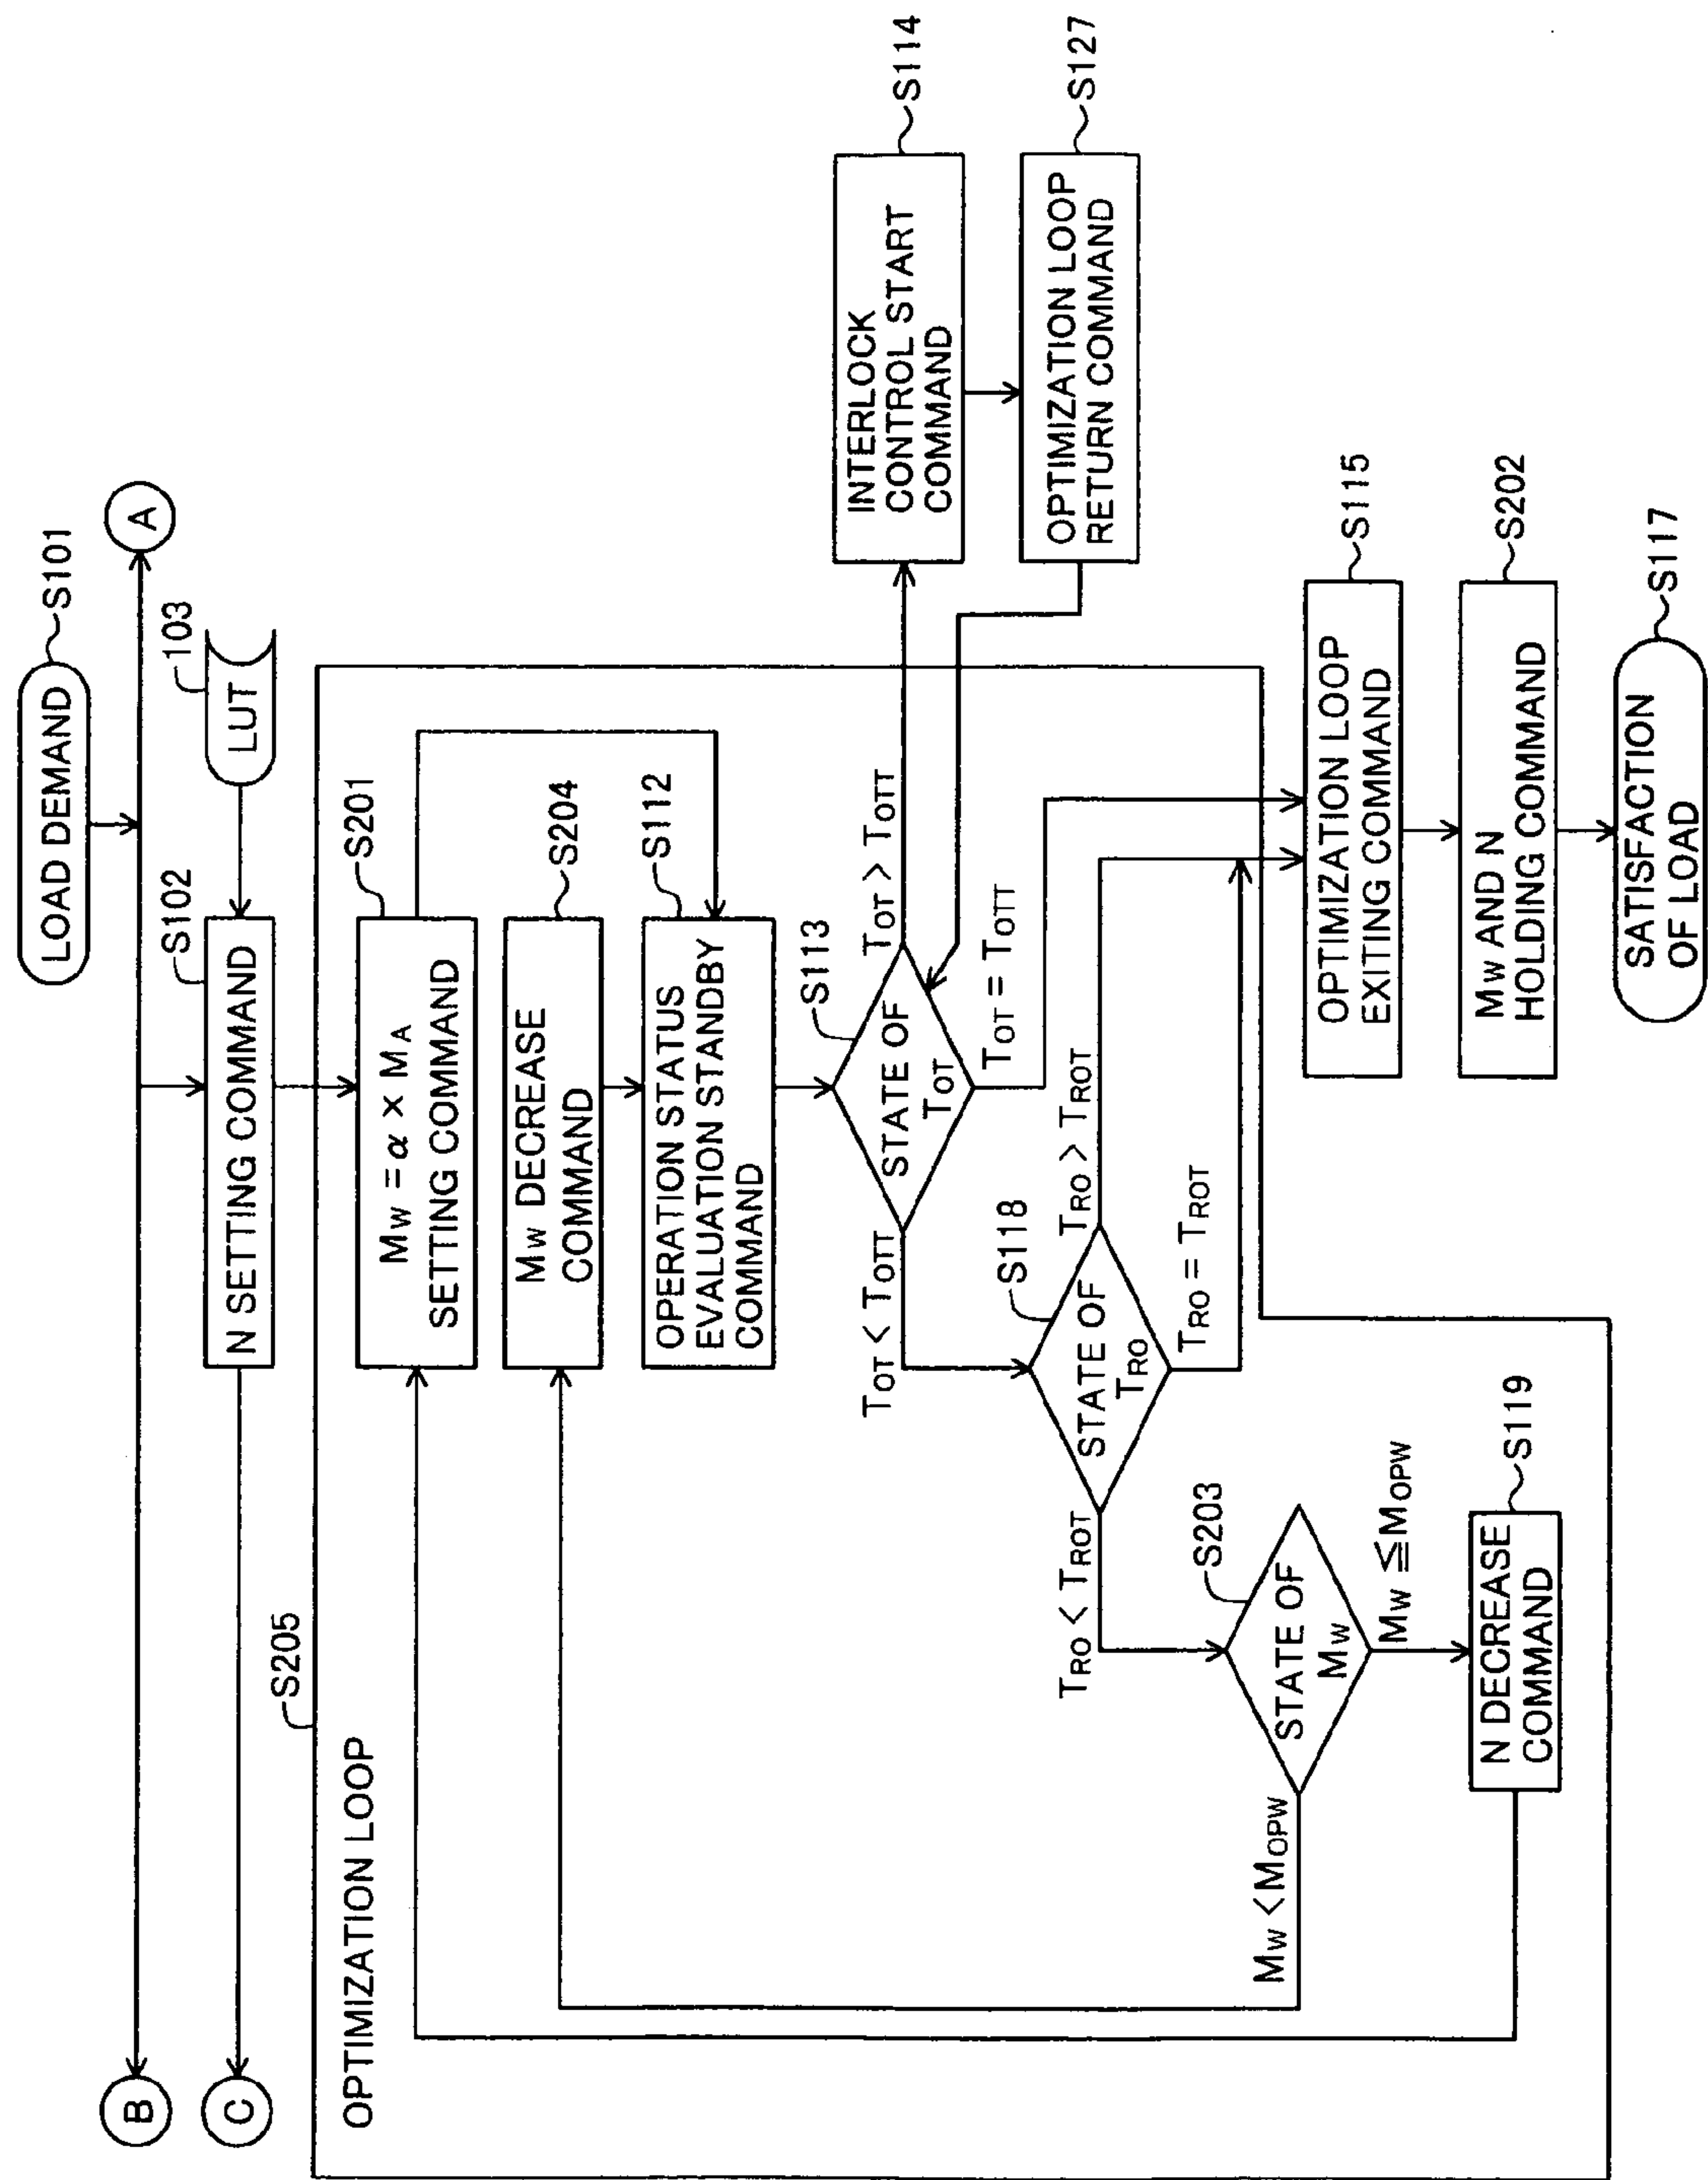 LOAD DEMAND
S101
A
B
C
S102
103
LUT
N SETTING COMMAND
S205
OPTIMIZATION LOOP
S201
Mw = α × MA
SETTING COMMAND
S204
Mw DECREASE
COMMAND
S112
OPERATION STATUS
EVALUATION STANDBY
COMMAND
S113
STATE OF
TOT
TOT > TOTT
TOT = TOTT
TOT < TOTT
INTERLOCK
CONTROL START
COMMAND
S114
OPTIMIZATION LOOP
RETURN COMMAND
S127
S118
STATE OF
TRO
TRO > TROT
TRO = TROT
TRO < TROT
S203
STATE OF
Mw
Mw < MOPW
Mw ≦ MOPW
N DECREASE
COMMAND
S119
OPTIMIZATION LOOP
EXITING COMMAND
S115
Mw AND N
HOLDING COMMAND
S202
SATISFACTION
OF LOAD
S117